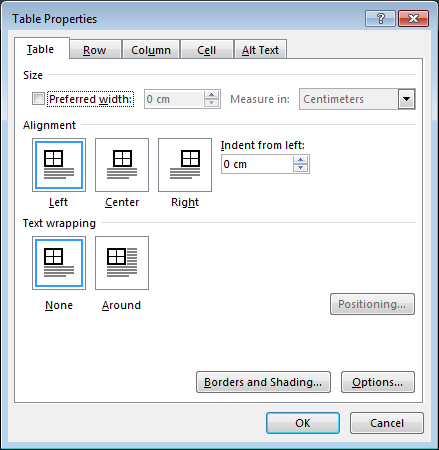 Table Properties
?
Table Row Column Cell Alt Text
Size
Preferred width: 0 cm Measure in: Centimeters
Alignment
Indent from left:
0 cm
Left Center Right
Text wrapping
None Around
Positioning...
Borders and Shading... Options...
OK Cancel